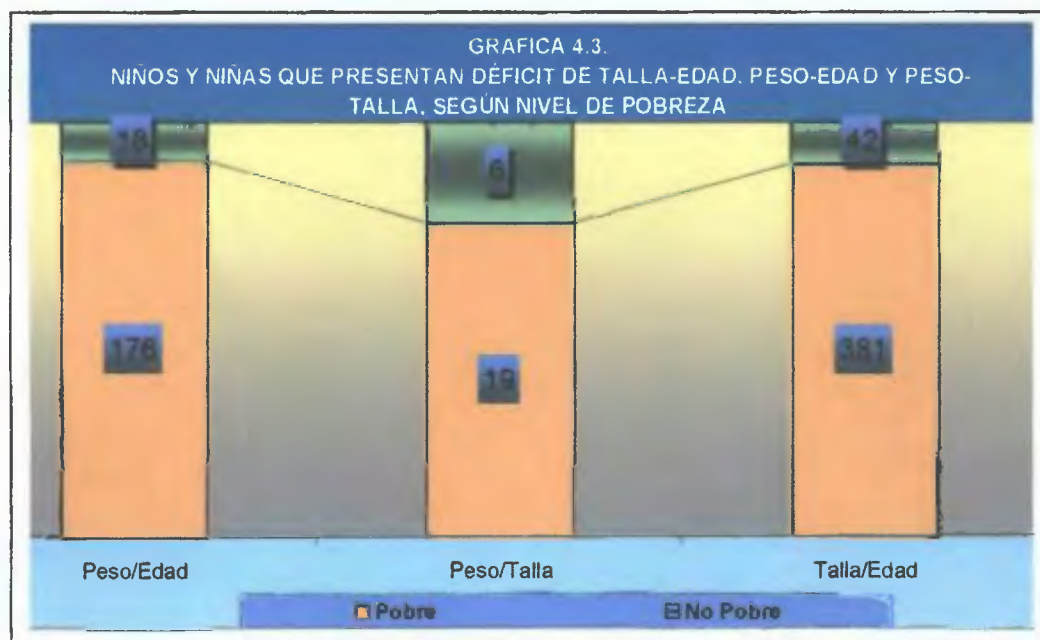 GRAFICA 4.3.
NIÑOS Y NIÑAS QUE PRESENTAN DÉFICIT DE TALLA-EDAD. PESO-EDAD Y PESO-
TALLA, SEGÚN NIVEL DE POBREZA
18
6
42
176
19
381
Peso/Edad
Peso/Talla
Talla/Edad
Pobre
No Pobre